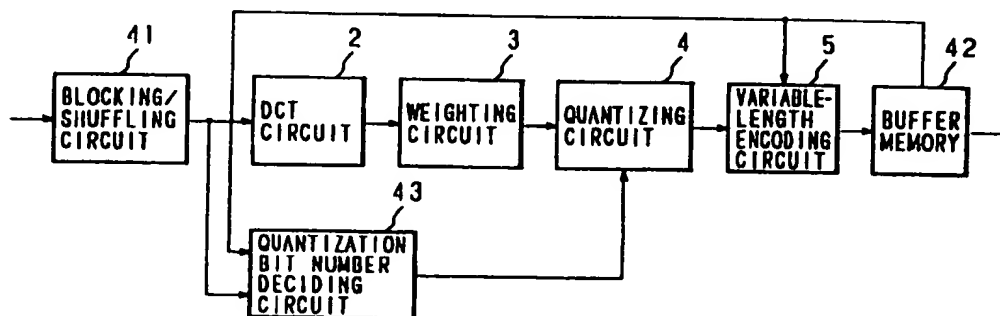 41
BLOCKING/
SHUFFLING
CIRCUIT
2
DCT
CIRCUIT
3
WEIGHTING
CIRCUIT
4
QUANTIZING
CIRCUIT
5
VARIABLE-
LENGTH
ENCODING
CIRCUIT
42
BUFFER
MEMORY
43
QUANTIZATION
BIT NUMBER
DECIDING
CIRCUIT